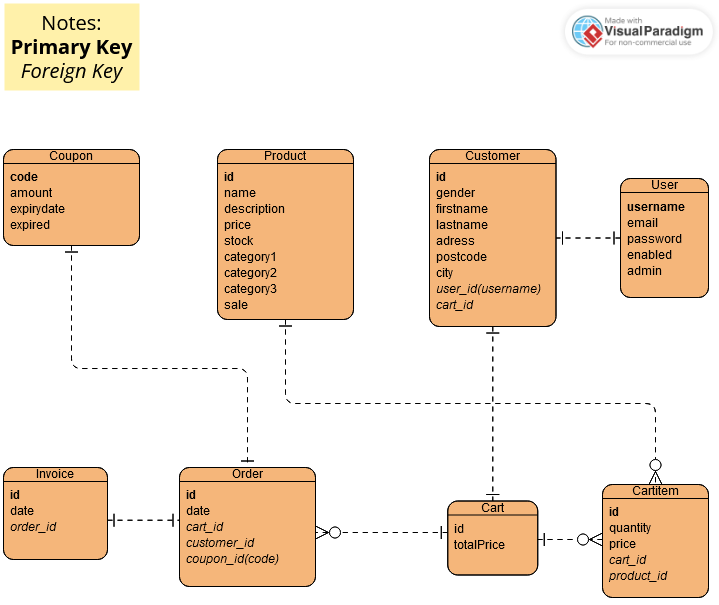 Notes:
Primary Key
Foreign Key
Made with
VisualParadigm
For non-commercial use
Coupon
code
amount
expirydate
expired
Product
id
name
description
price
stock
category1
category2
category3
sale
Customer
id
gender
firstname
lastname
adress
postcode
city
user_id(username)
cart_id
User
username
email
password
enabled
admin
Invoice
id
date
order_id
Order
id
date
cart_id
customer_id
coupon_id(code)
Cart
id
totalPrice
Cartitem
id
quantity
price
cart_id
product_id